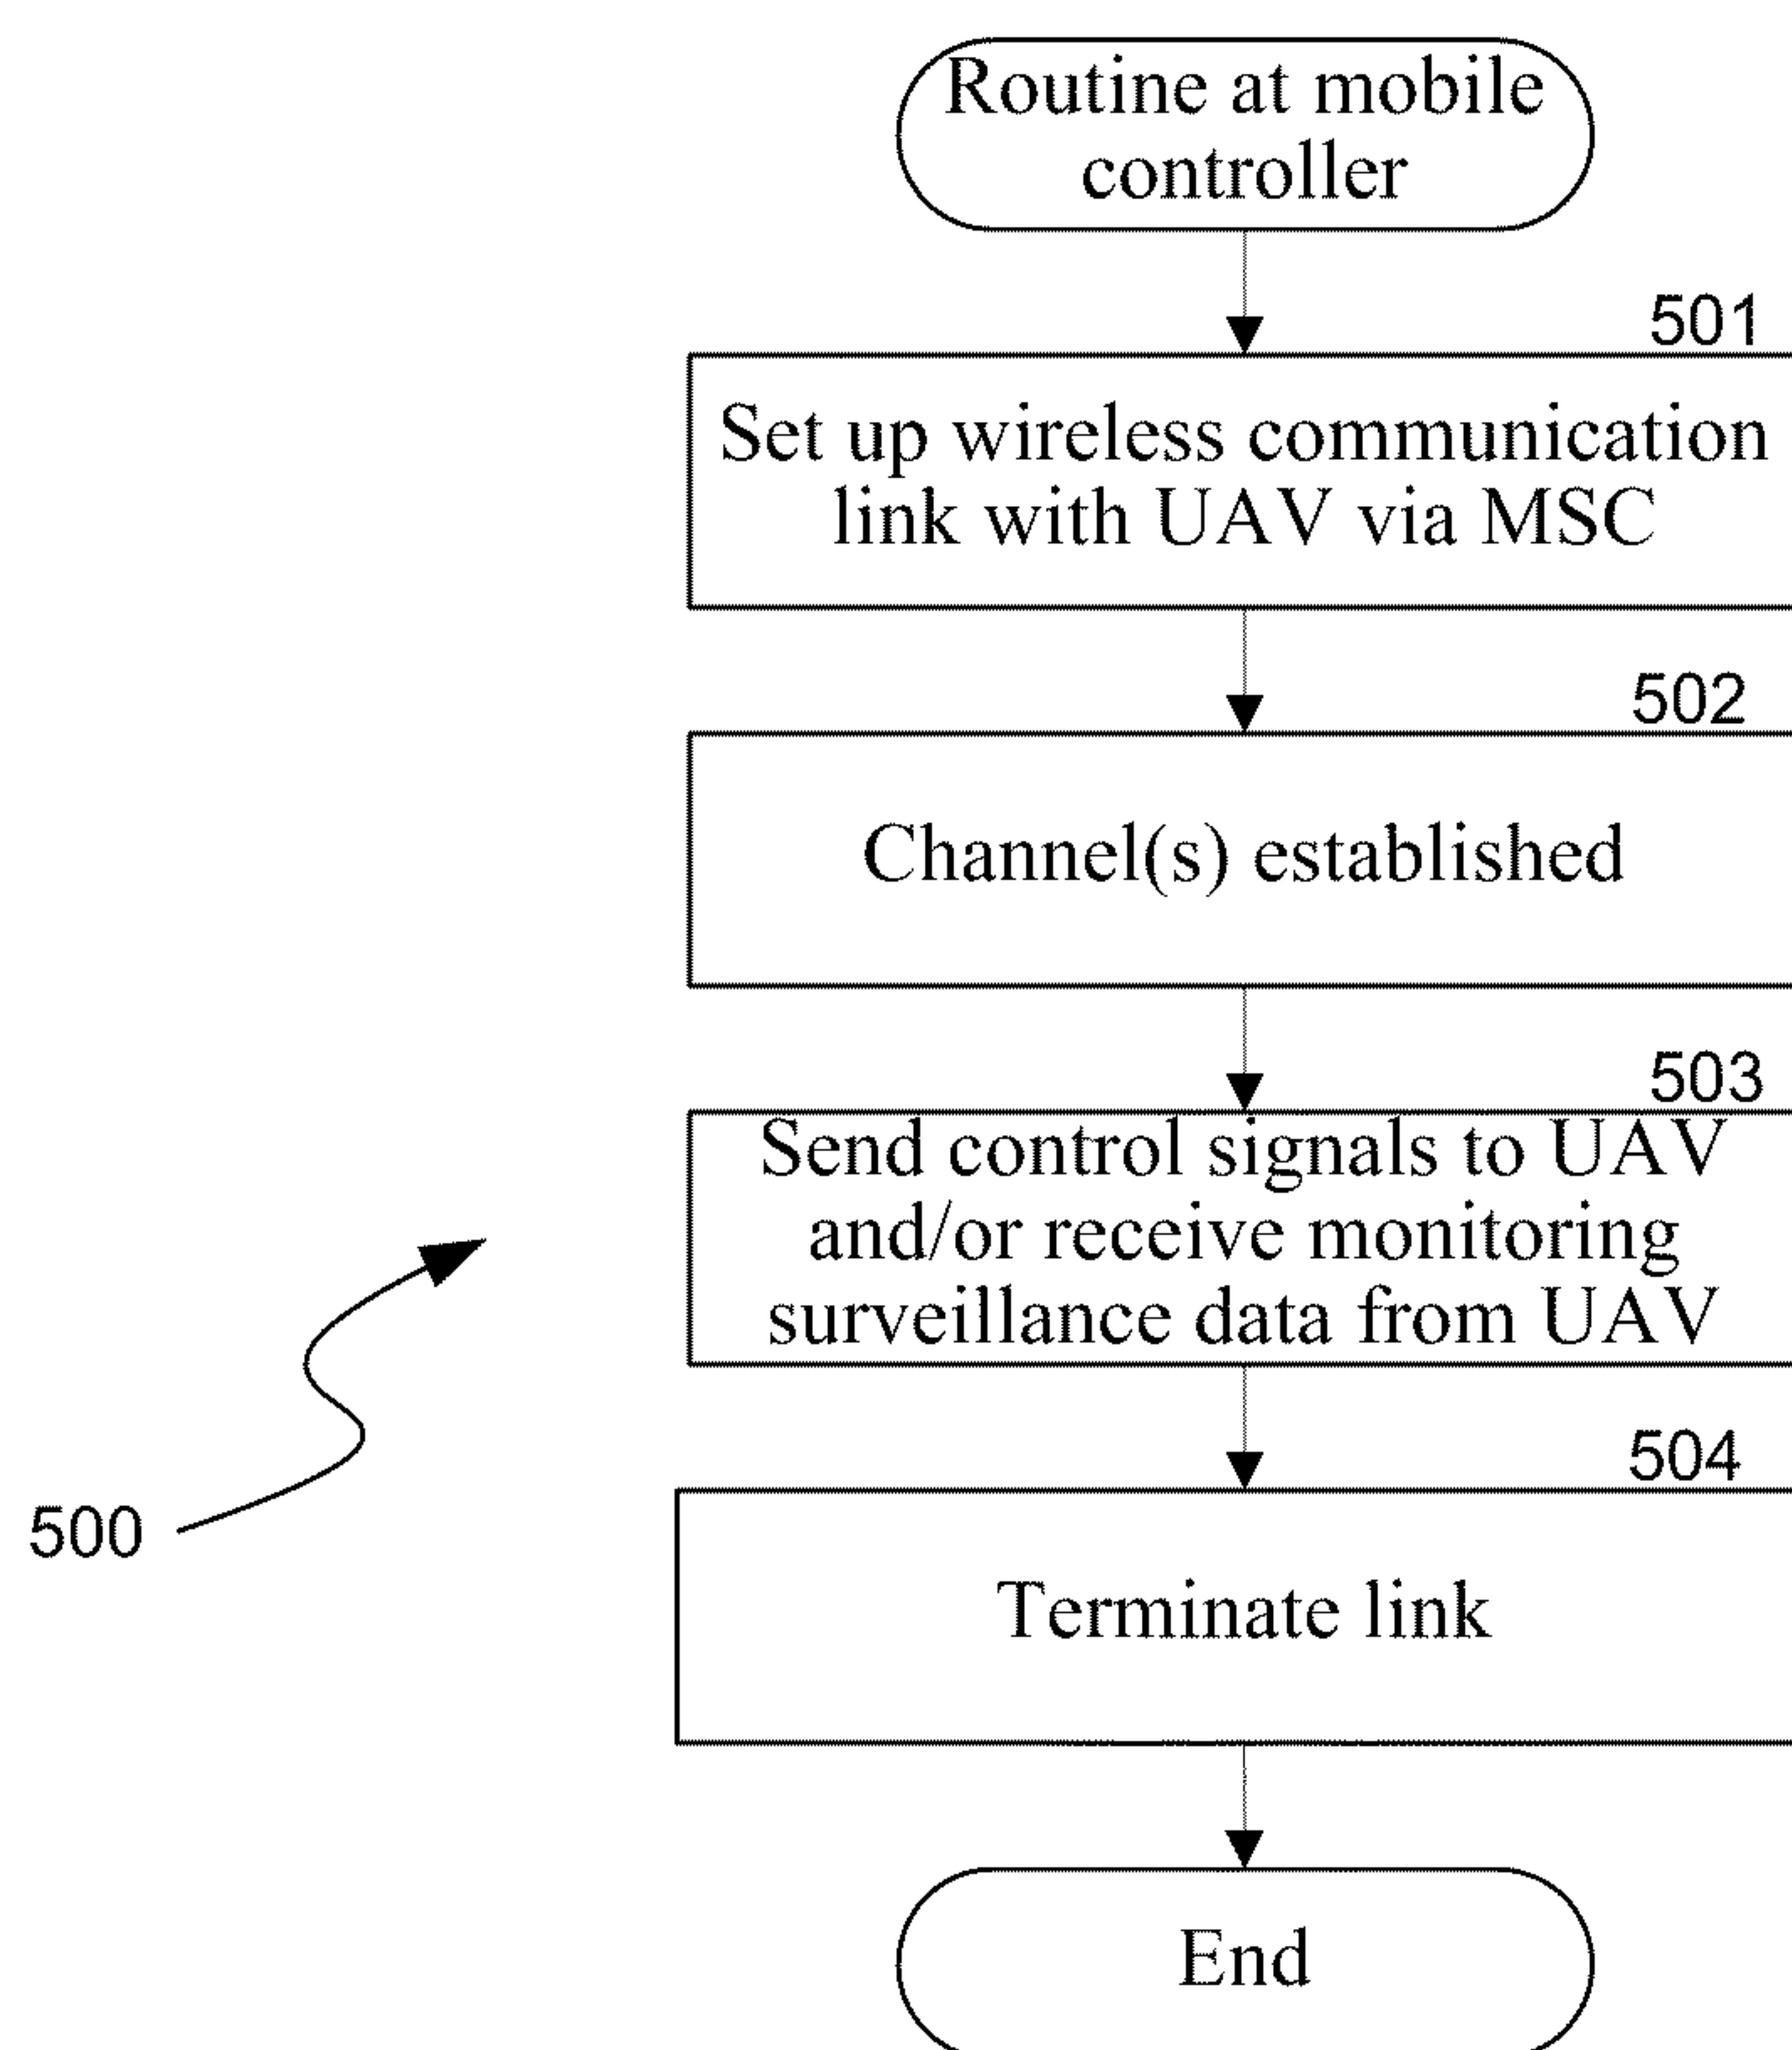 Routine at mobile
controller
501
Set up wireless communication
link with UAV via MSC
502
Channel(s) established
503
Send control signals to UAV
and/or receive monitoring
surveillance data from UAV
504
500
Terminate link
End